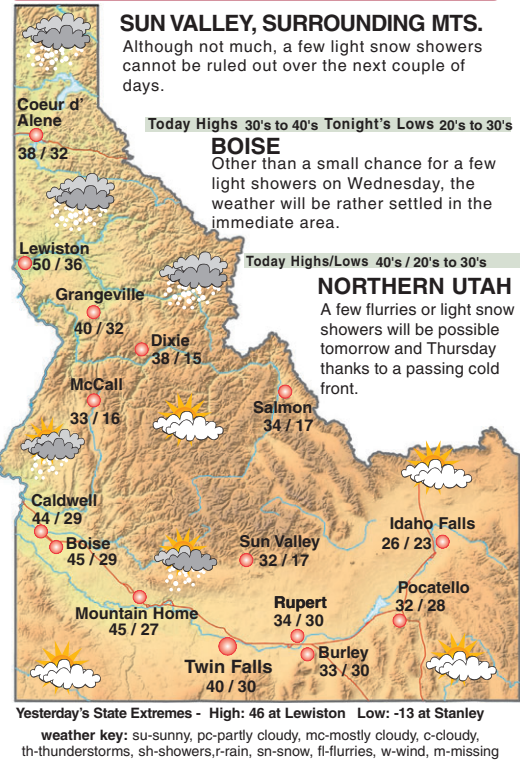 SUN VALLEY, SURROUNDING MTS.
Although not much, a few light snow showers
cannot be ruled out over the next couple of
days.
Today Highs 30's to 40's Tonight's Lows 20's to 30's
BOISE
Other than a small chance for a few
light showers on Wednesday, the
weather will be rather settled in the
immediate area.
Today Highs/Lows 40's / 20's to 30's
NORTHERN UTAH
A few flurries or light snow
showers will be possible
tomorrow and Thursday
thanks to a passing cold
front.
Coeur d'
Alene
38 / 32
Lewiston
50 / 36
Grangeville
40 / 32
Dixie
38 / 15
McCall
33 / 16
Salmon
34 / 17
Caldwell
44 / 29
Boise
45 / 29
Sun Valley
32 / 17
Idaho Falls
26 / 23
Mountain Home
45 / 27
Rupert
34 / 30
Pocatello
32 / 28
Twin Falls
40 / 30
Burley
33 / 30
Yesterday's State Extremes - High: 46 at Lewiston Low: -13 at Stanley
weather key: su-sunny, pc-partly cloudy, mc-mostly cloudy, c-cloudy,
th-thunderstorms, sh-showers,r-rain, sn-snow, fl-flurries, w-wind, m-missing